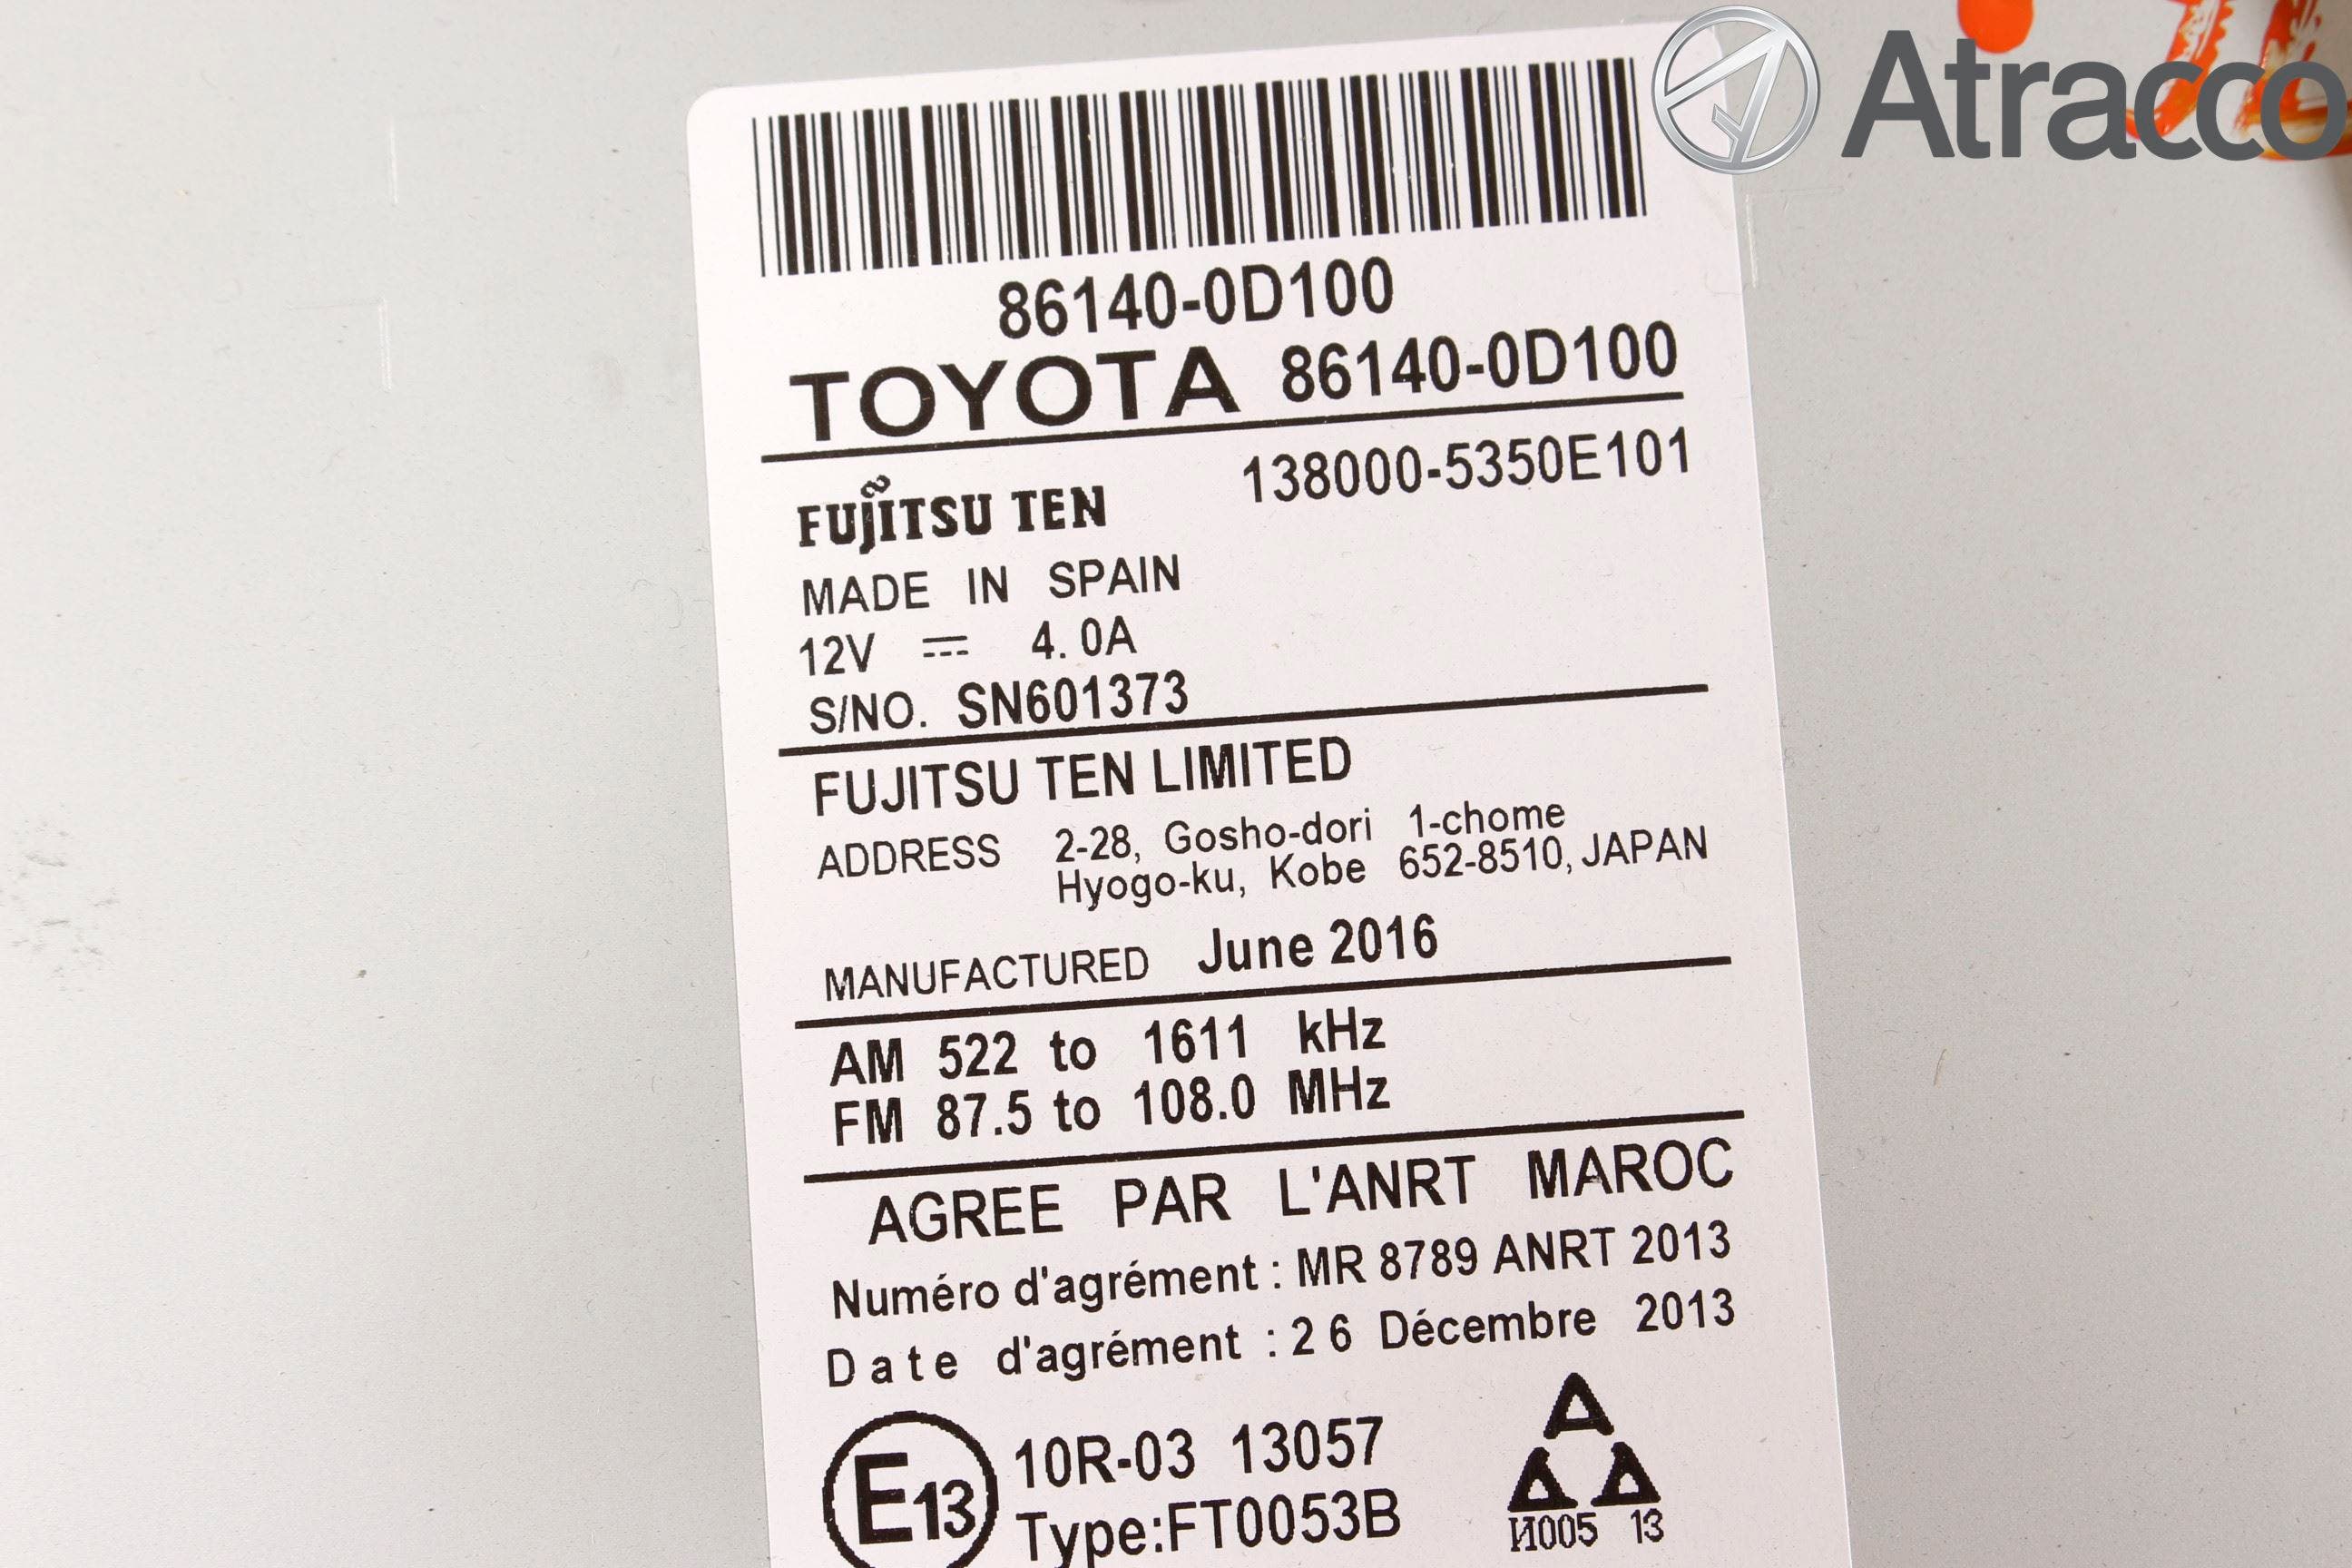 Atracco
86140-0D100
TOYOTA 86140-0D100
FUJITSU TEN 138000-5350E101
MADE IN SPAIN
12V ⎓ 4.0A
S/NO. SN601373
FUJITSU TEN LIMITED
ADDRESS 2-28, Gosho-dori 1-chome
Hyogo-ku, Kobe 652-8510, JAPAN
MANUFACTURED June 2016
AM 522 to 1611 kHz
FM 87.5 to 108.0 MHz
AGREE PAR L'ANRT MAROC
Numéro d'agrément : MR 8789 ANRT 2013
Date d'agrément : 26 Décembre 2013
E13 10R-03 13057
Type:FT0053B
И005 13